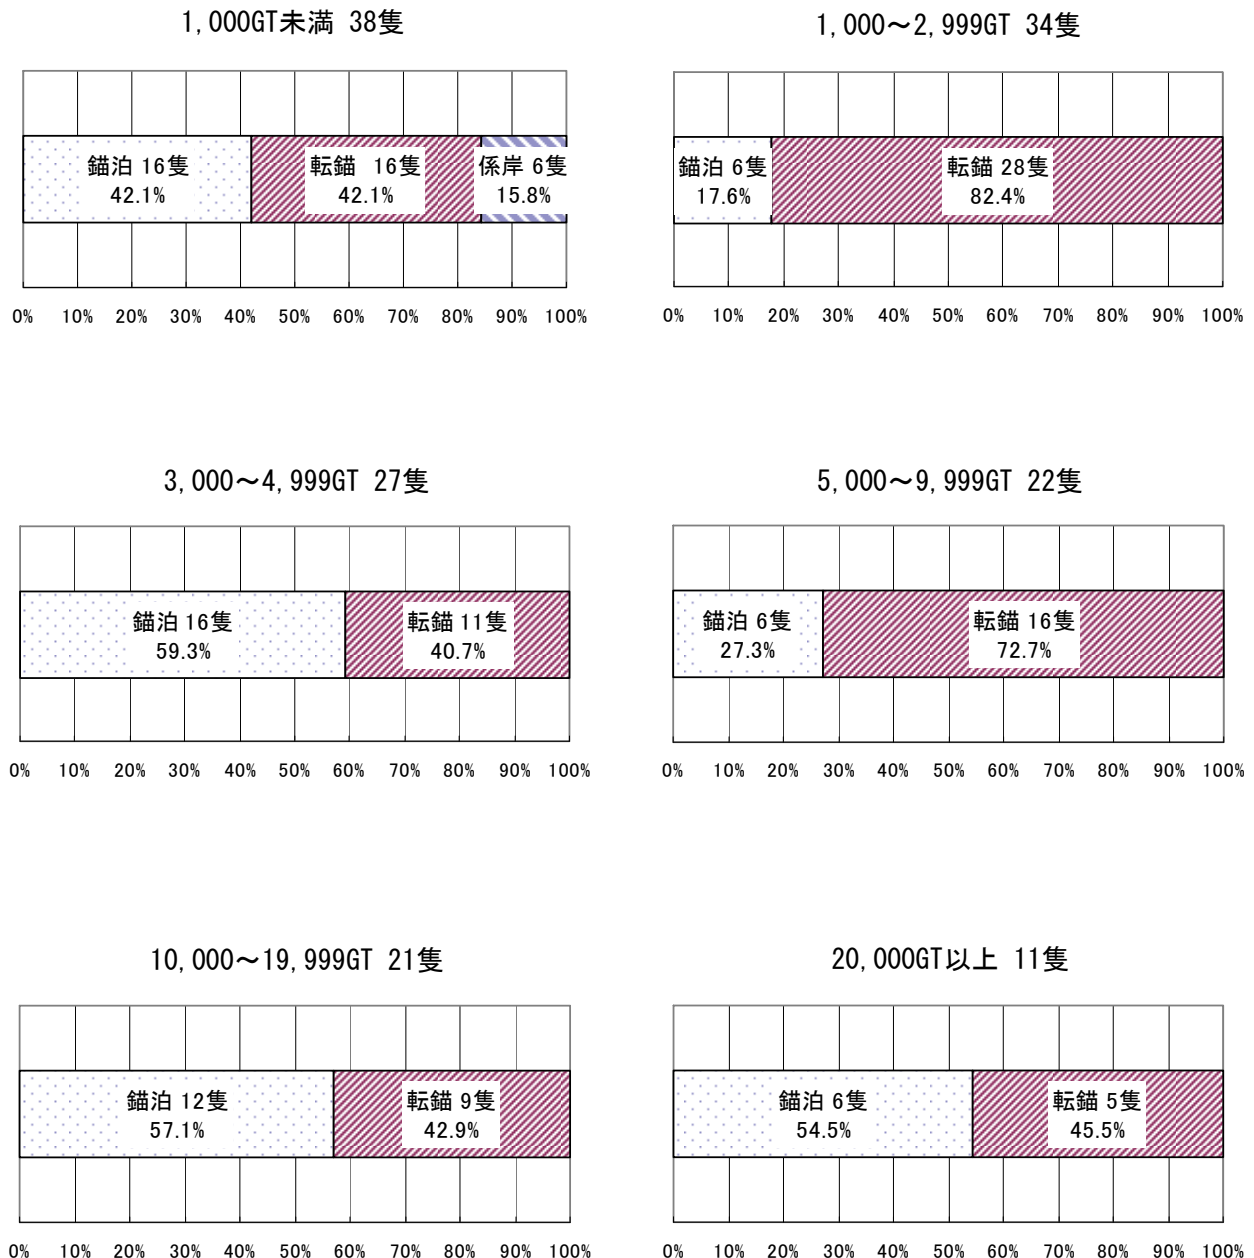 1,000GT未満 38隻
錨泊 16隻
42.1%
転錨 16隻
42.1%
係岸 6隻
15.8%
0% 10% 20% 30% 40% 50% 60% 70% 80% 90% 100%
1,000～2,999GT 34隻
錨泊 6隻
17.6%
転錨 28隻
82.4%
0% 10% 20% 30% 40% 50% 60% 70% 80% 90% 100%
3,000～4,999GT 27隻
錨泊 16隻
59.3%
転錨 11隻
40.7%
0% 10% 20% 30% 40% 50% 60% 70% 80% 90% 100%
5,000～9,999GT 22隻
錨泊 6隻
27.3%
転錨 16隻
72.7%
0% 10% 20% 30% 40% 50% 60% 70% 80% 90% 100%
10,000～19,999GT 21隻
錨泊 12隻
57.1%
転錨 9隻
42.9%
0% 10% 20% 30% 40% 50% 60% 70% 80% 90% 100%
20,000GT以上 11隻
錨泊 6隻
54.5%
転錨 5隻
45.5%
0% 10% 20% 30% 40% 50% 60% 70% 80% 90% 100%